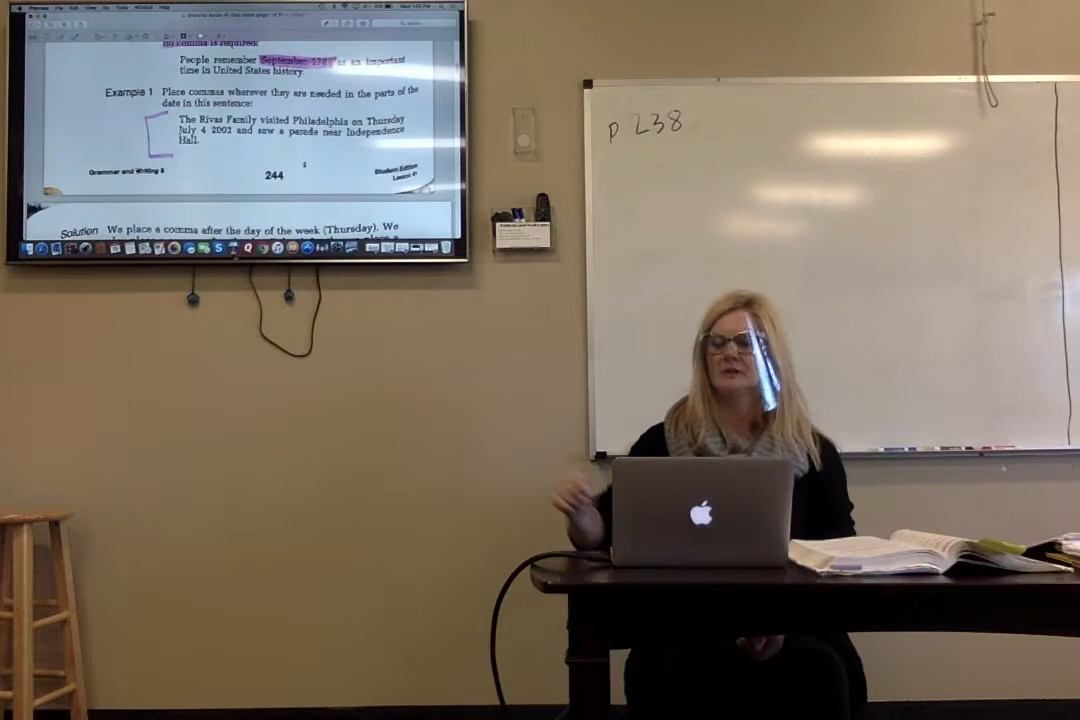 no comma is required:
People remember September 1787 as an important
time in United States history.
Example 1 Place commas wherever they are needed in the parts of the
date in this sentence:
The Rivas Family visited Philadelphia on Thursday
July 4 2002 and saw a parade near Independence
Hall.
Grammar and Writing 8
244
Student Edition
Lesson 41
Solution We place a comma after the day of the week (Thursday). We
p 238